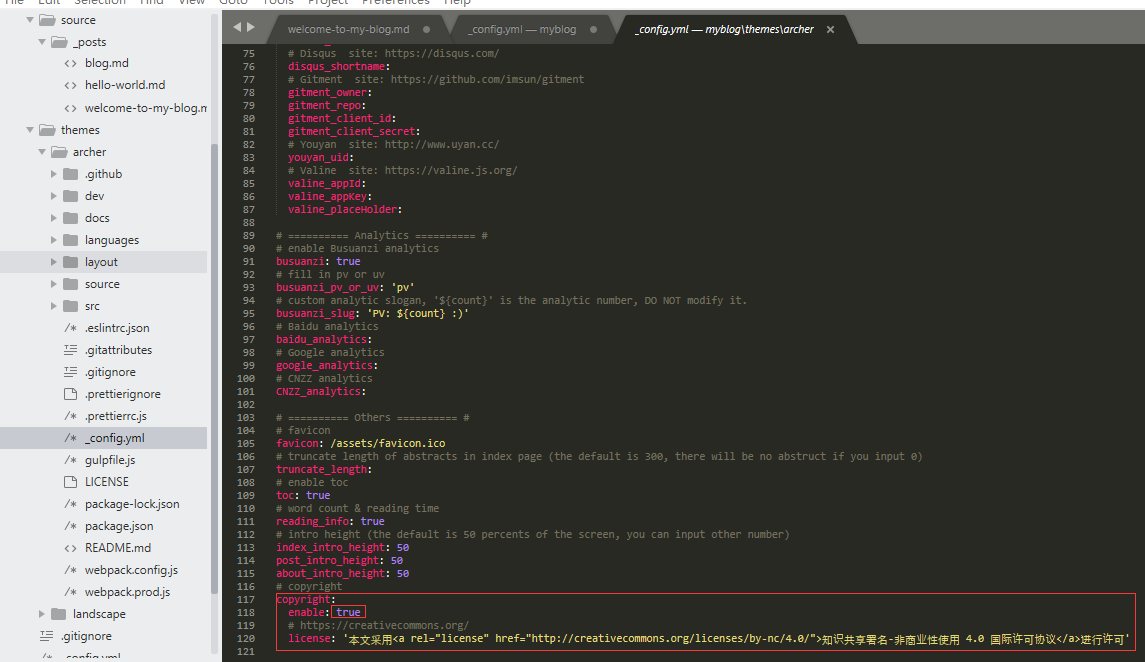 File Edit Selection Find View Goto Tools Project Preferences Help
source
_posts
blog.md
hello-world.md
welcome-to-my-blog.m
themes
archer
.github
dev
docs
languages
layout
source
src
.eslintrc.json
.gitattributes
.gitignore
.prettierignore
.prettierrc.js
_config.yml
gulpfile.js
LICENSE
package-lock.json
package.json
README.md
webpack.config.js
webpack.prod.js
landscape
.gitignore
_config.yml
welcome-to-my-blog.md
_config.yml — myblog
_config.yml — myblog\themes\archer
75 # Disqus  site: https://disqus.com/
76 disqus_shortname:
77 # Gitment  site: https://github.com/imsun/gitment
78 gitment_owner:
79 gitment_repo:
80 gitment_client_id:
81 gitment_client_secret:
82 # Youyan  site: http://www.uyan.cc/
83 youyan_uid:
84 # Valine  site: https://valine.js.org/
85 valine_appId:
86 valine_appKey:
87 valine_placeHolder:
88
89 # ========== Analytics ========== #
90 # enable Busuanzi analytics
91 busuanzi: true
92 # fill in pv or uv
93 busuanzi_pv_or_uv: 'pv'
94 # custom analytic slogan, '${count}' is the analytic number, DO NOT modify it.
95 busuanzi_slug: 'PV: ${count} :)'
96 # Baidu analytics
97 baidu_analytics:
98 # Google analytics
99 google_analytics:
100 # CNZZ analytics
101 CNZZ_analytics:
102
103 # ========== Others ========== #
104 # favicon
105 favicon: /assets/favicon.ico
106 # truncate length of abstracts in index page (the default is 300, there will be no abstruct if you input 0)
107 truncate_length:
108 # enable toc
109 toc: true
110 # word count & reading time
111 reading_info: true
112 # intro height (the default is 50 percents of the screen, you can input other number)
113 index_intro_height: 50
114 post_intro_height: 50
115 about_intro_height: 50
116 # copyright
117 copyright:
118 enable: true
119 # https://creativecommons.org/
120 license: '本文采用<a rel="license" href="http://creativecommons.org/licenses/by-nc/4.0/">知识共享署名-非商业性使用 4.0 国际许可协议</a>进行许可'
121